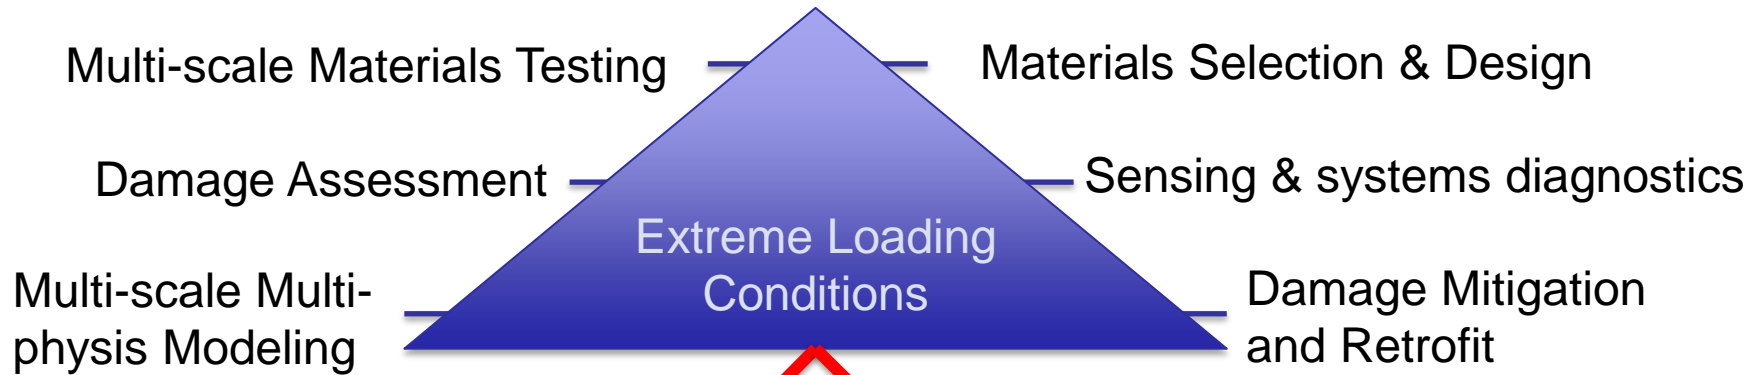 Multi-scale Materials Testing
Materials Selection & Design
Damage Assessment
Sensing & systems diagnostics
Extreme Loading
Conditions
Multi-scale Multi-
physis Modeling
Damage Mitigation
and Retrofit